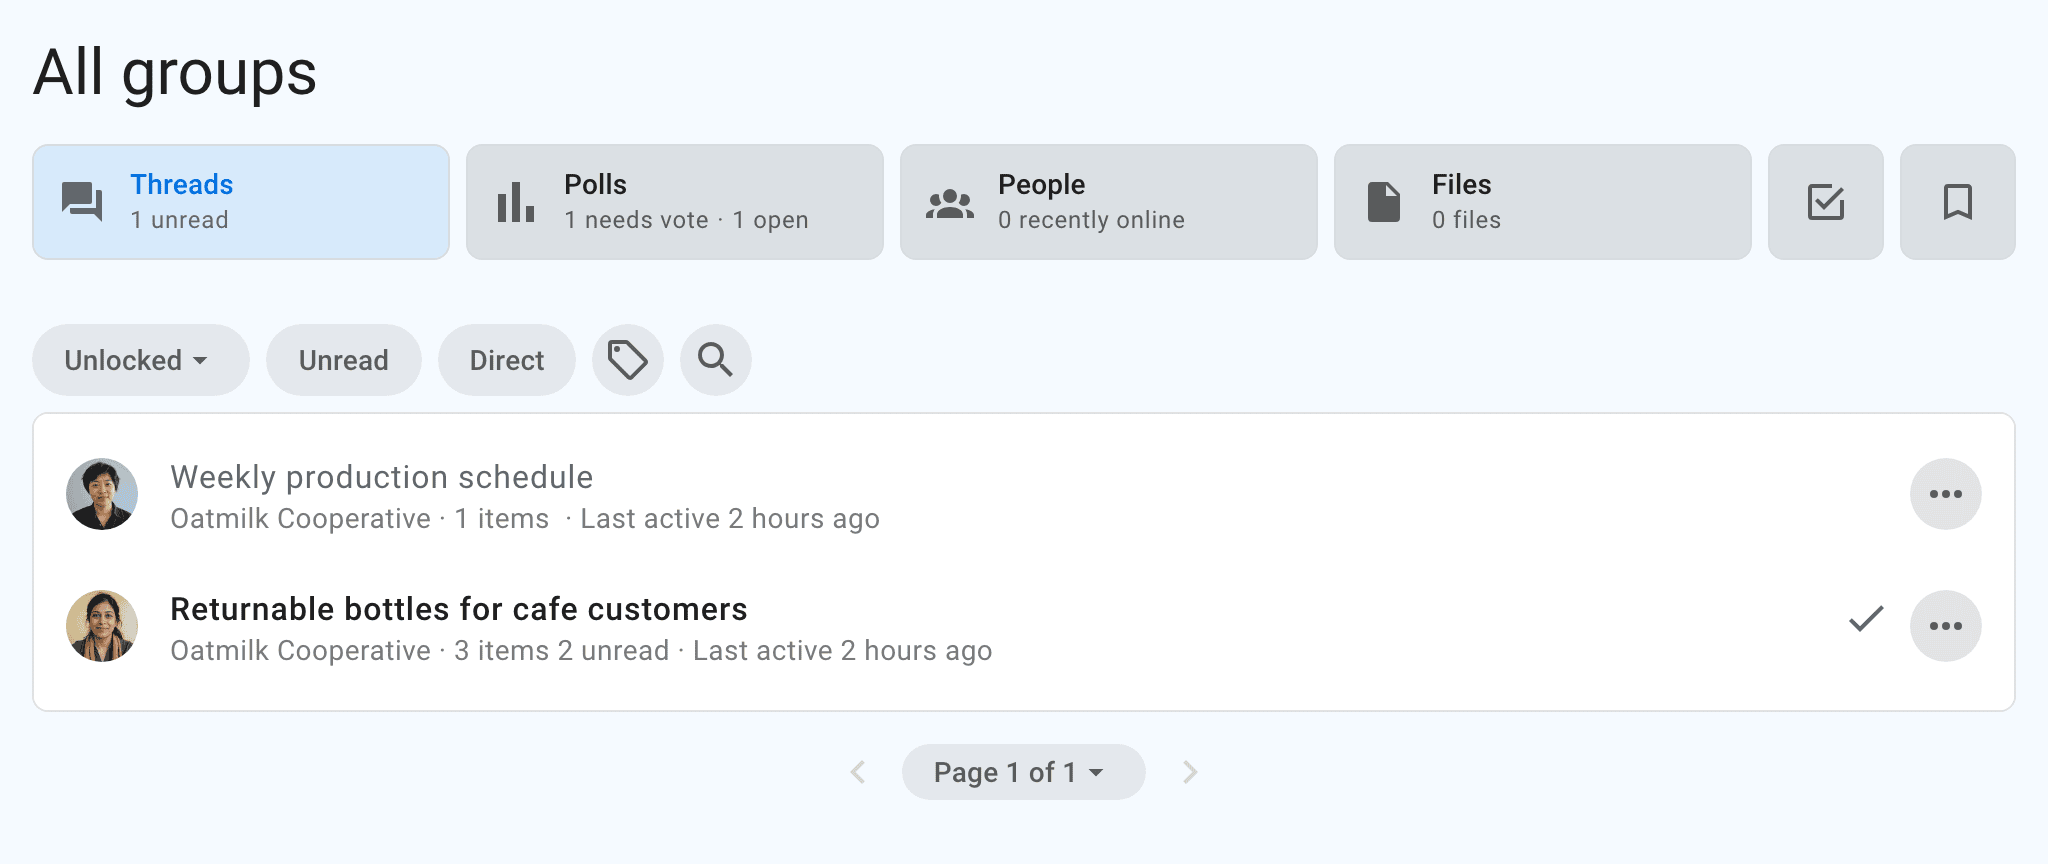 All groups
Threads
1 unread
Polls
1 needs vote · 1 open
People
0 recently online
Files
0 files
Unlocked
Unread
Direct
Weekly production schedule
Oatmilk Cooperative · 1 items · Last active 2 hours ago
Returnable bottles for cafe customers
Oatmilk Cooperative · 3 items 2 unread · Last active 2 hours ago
Page 1 of 1